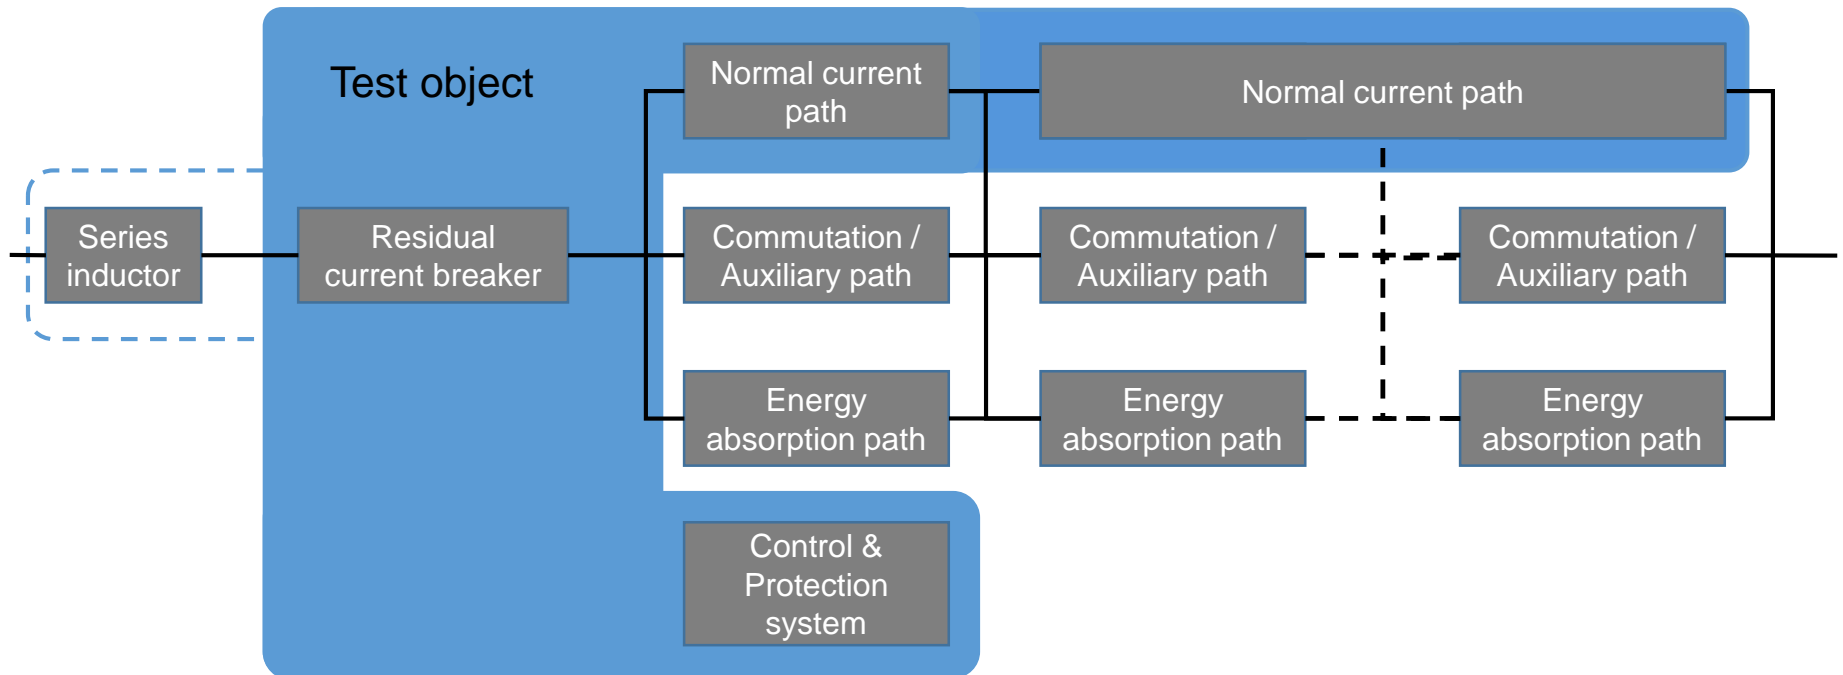 Test object
Normal current
path
Normal current path
Series
inductor
Residual
current breaker
Commutation /
Auxiliary path
Commutation /
Auxiliary path
Commutation /
Auxiliary path
Energy
absorption path
Energy
absorption path
Energy
absorption path
Control &
Protection
system